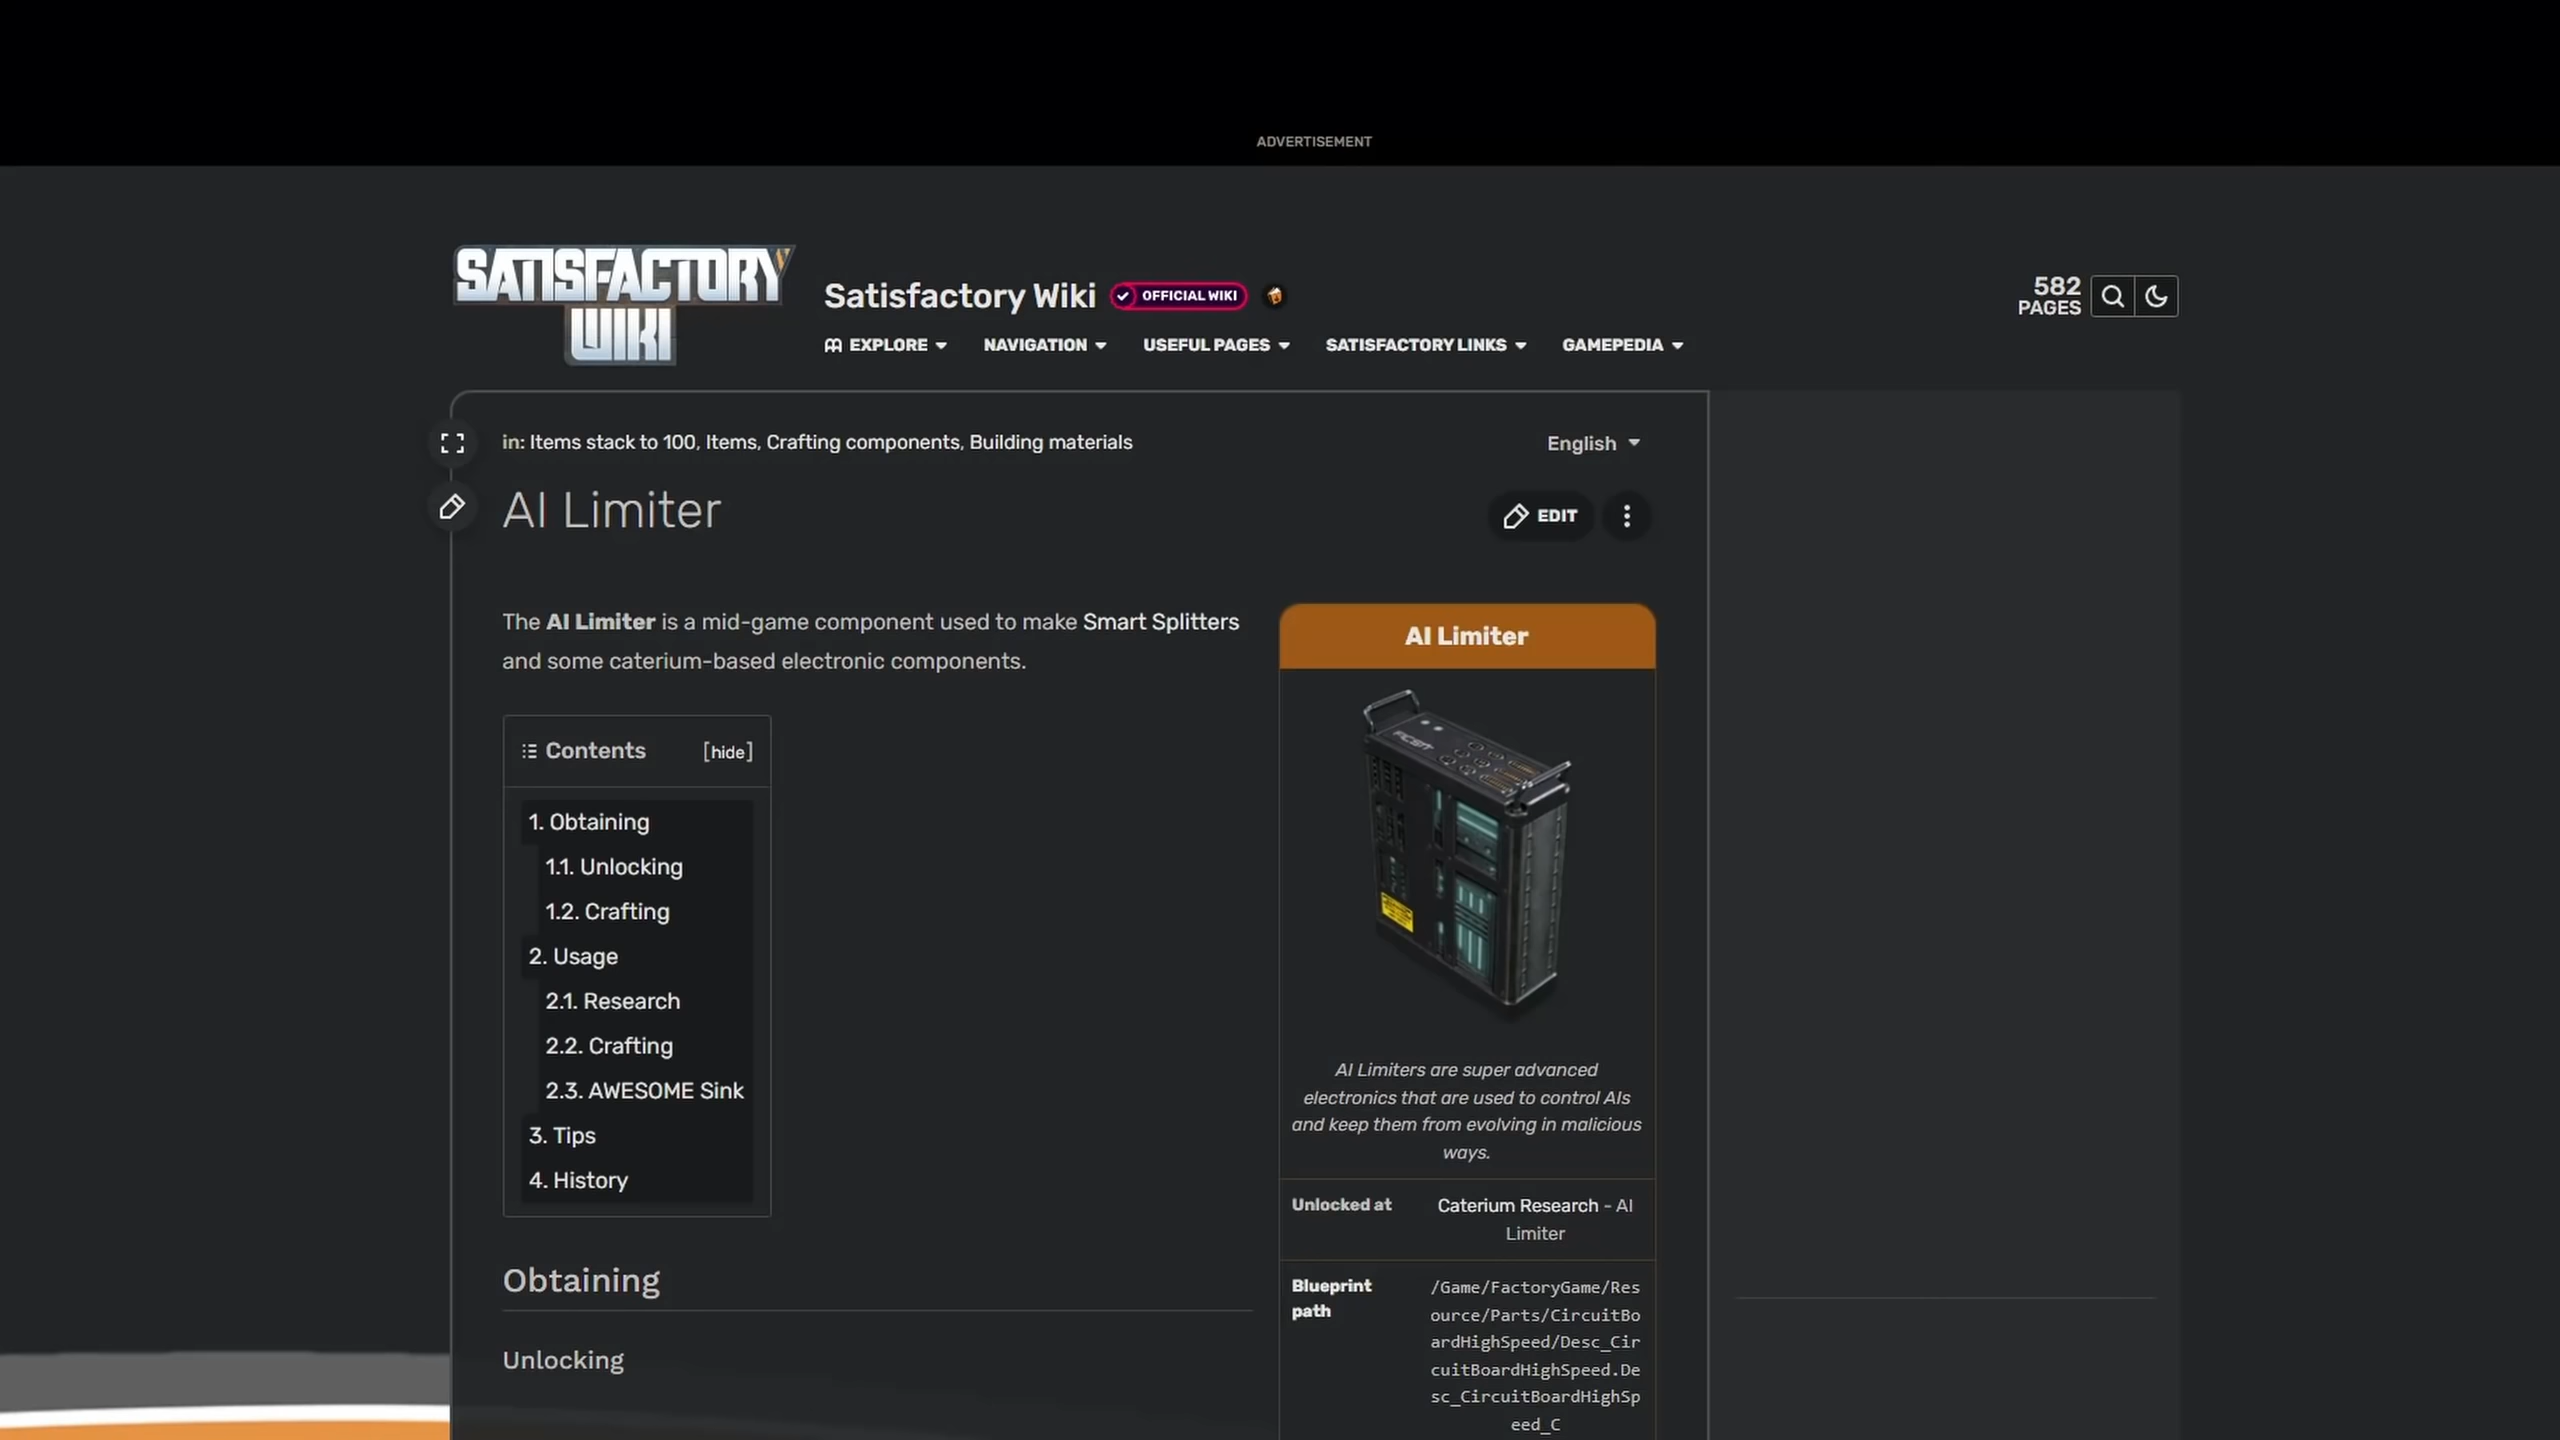 ADVERTISEMENT
SATISFACTORY
WIKI
Satisfactory Wiki
OFFICIAL WIKI
582
PAGES
EXPLORE
NAVIGATION
USEFUL PAGES
SATISFACTORY LINKS
GAMEPEDIA
in: Items stack to 100, Items, Crafting components, Building materials
English
AI Limiter
EDIT
The AI Limiter is a mid-game component used to make Smart Splitters
and some caterium-based electronic components.
Contents [hide]
1. Obtaining
1.1. Unlocking
1.2. Crafting
2. Usage
2.1. Research
2.2. Crafting
2.3. AWESOME Sink
3. Tips
4. History
Obtaining
Unlocking
AI Limiter
FICSIT
AI Limiters are super advanced
electronics that are used to control AIs
and keep them from evolving in malicious
ways.
Unlocked at
Caterium Research - AI
Limiter
Blueprint
path
/Game/FactoryGame/Res
ource/Parts/CircuitBo
ardHighSpeed/Desc_Cir
cuitBoardHighSpeed.De
sc_CircuitBoardHighSp
eed_C